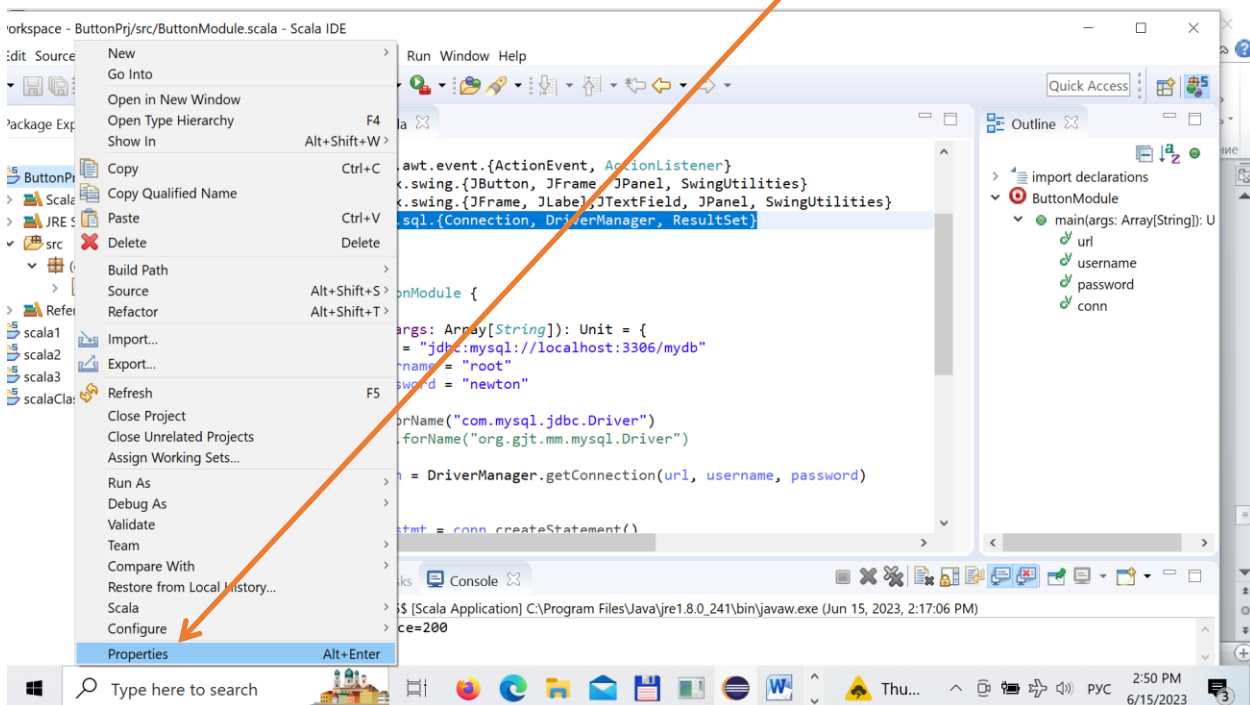 orkspace - ButtonPrj/src/ButtonModule.scala - Scala IDE
Edit Source
Run Window Help
Quick Access
Package Exp
ButtonPr
Scala
JRE S
src
Refer
scala1
scala2
scala3
scalaClas
New
Go Into
Open in New Window
Open Type Hierarchy F4
Show In Alt+Shift+W
Copy Ctrl+C
Copy Qualified Name
Paste Ctrl+V
Delete Delete
Build Path
Source Alt+Shift+S
Refactor Alt+Shift+T
Import...
Export...
Refresh F5
Close Project
Close Unrelated Projects
Assign Working Sets...
Run As
Debug As
Validate
Team
Compare With
Restore from Local History...
Scala
Configure
Properties Alt+Enter
la
.awt.event.{ActionEvent, ActionListener}
x.swing.{JButton, JFrame, JPanel, SwingUtilities}
x.swing.{JFrame, JLabel,JTextField, JPanel, SwingUtilities}
.sql.{Connection, DriverManager, ResultSet}
onModule {
args: Array[String]): Unit = {
= "jdbc:mysql://localhost:3306/mydb"
rname = "root"
sword = "newton"
orName("com.mysql.jdbc.Driver")
.forName("org.gjt.mm.mysql.Driver")
n = DriverManager.getConnection(url, username, password)
stmt = conn.createStatement()
Outline
import declarations
ButtonModule
main(args: Array[String]): U
url
username
password
conn
ние
sks Console
$ [Scala Application] C:\Program Files\Java\jre1.8.0_241\bin\javaw.exe (Jun 15, 2023, 2:17:06 PM)
ce=200
Type here to search
Thu...
РУС
2:50 PM
6/15/2023
3